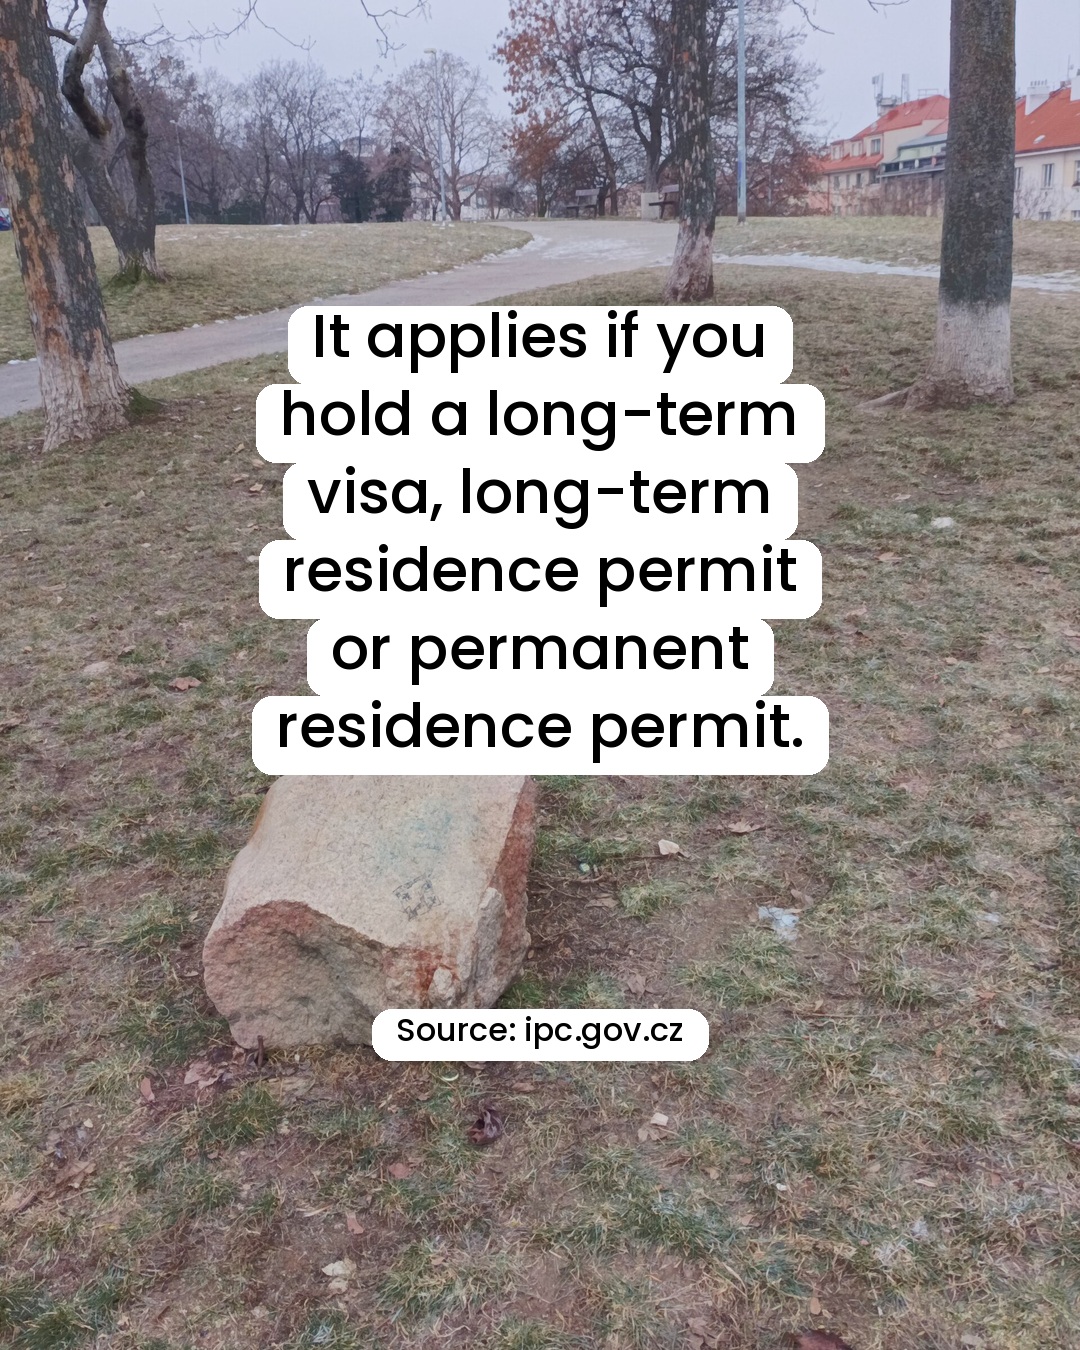 It applies if you
hold a long-term
visa, long-term
residence permit
or permanent
residence permit.
Source: ipc.gov.cz